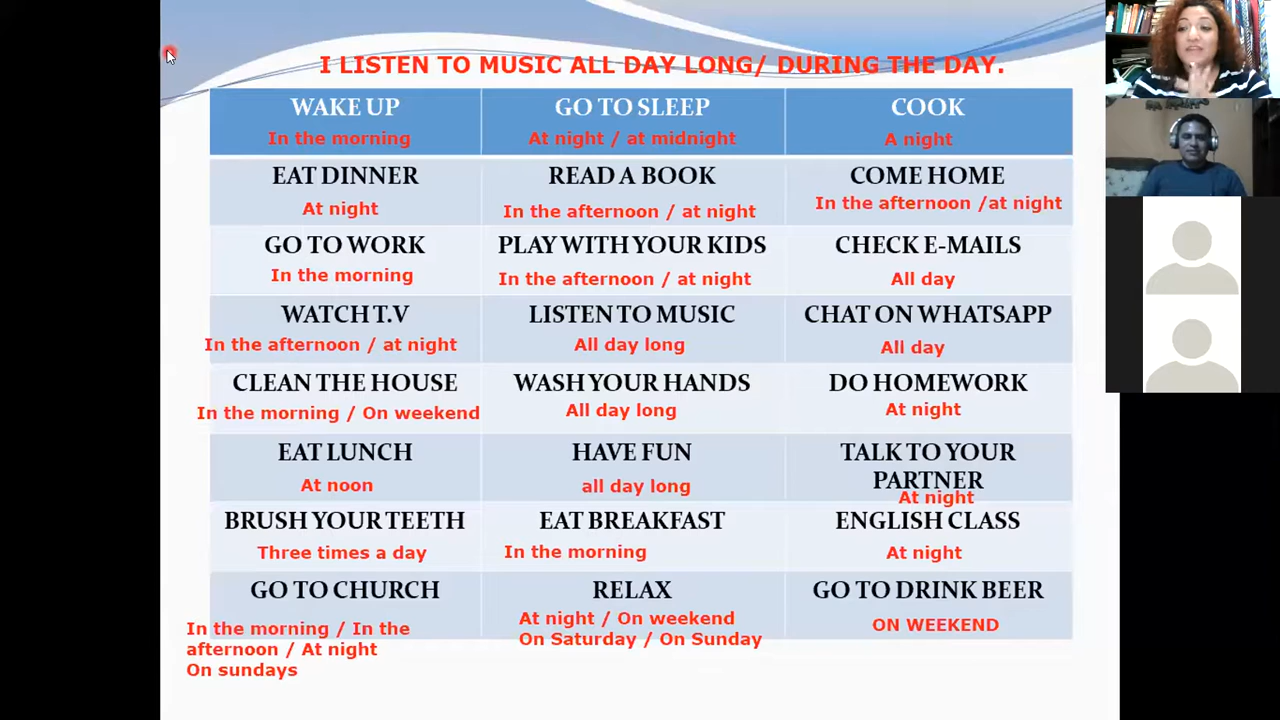 I LISTEN TO MUSIC ALL DAY LONG/ DURING THE DAY.
WAKE UP
In the morning
GO TO SLEEP
At night / at midnight
COOK
A night
EAT DINNER
At night
READ A BOOK
In the afternoon / at night
COME HOME
In the afternoon /at night
GO TO WORK
In the morning
PLAY WITH YOUR KIDS
In the afternoon / at night
CHECK E-MAILS
All day
WATCH T.V
In the afternoon / at night
LISTEN TO MUSIC
All day long
CHAT ON WHATSAPP
All day
CLEAN THE HOUSE
In the morning / On weekend
WASH YOUR HANDS
All day long
DO HOMEWORK
At night
EAT LUNCH
At noon
HAVE FUN
all day long
TALK TO YOUR
PARTNER
At night
BRUSH YOUR TEETH
Three times a day
EAT BREAKFAST
In the morning
ENGLISH CLASS
At night
GO TO CHURCH
In the morning / In the
afternoon / At night
On sundays
RELAX
At night / On weekend
On Saturday / On Sunday
GO TO DRINK BEER
ON WEEKEND